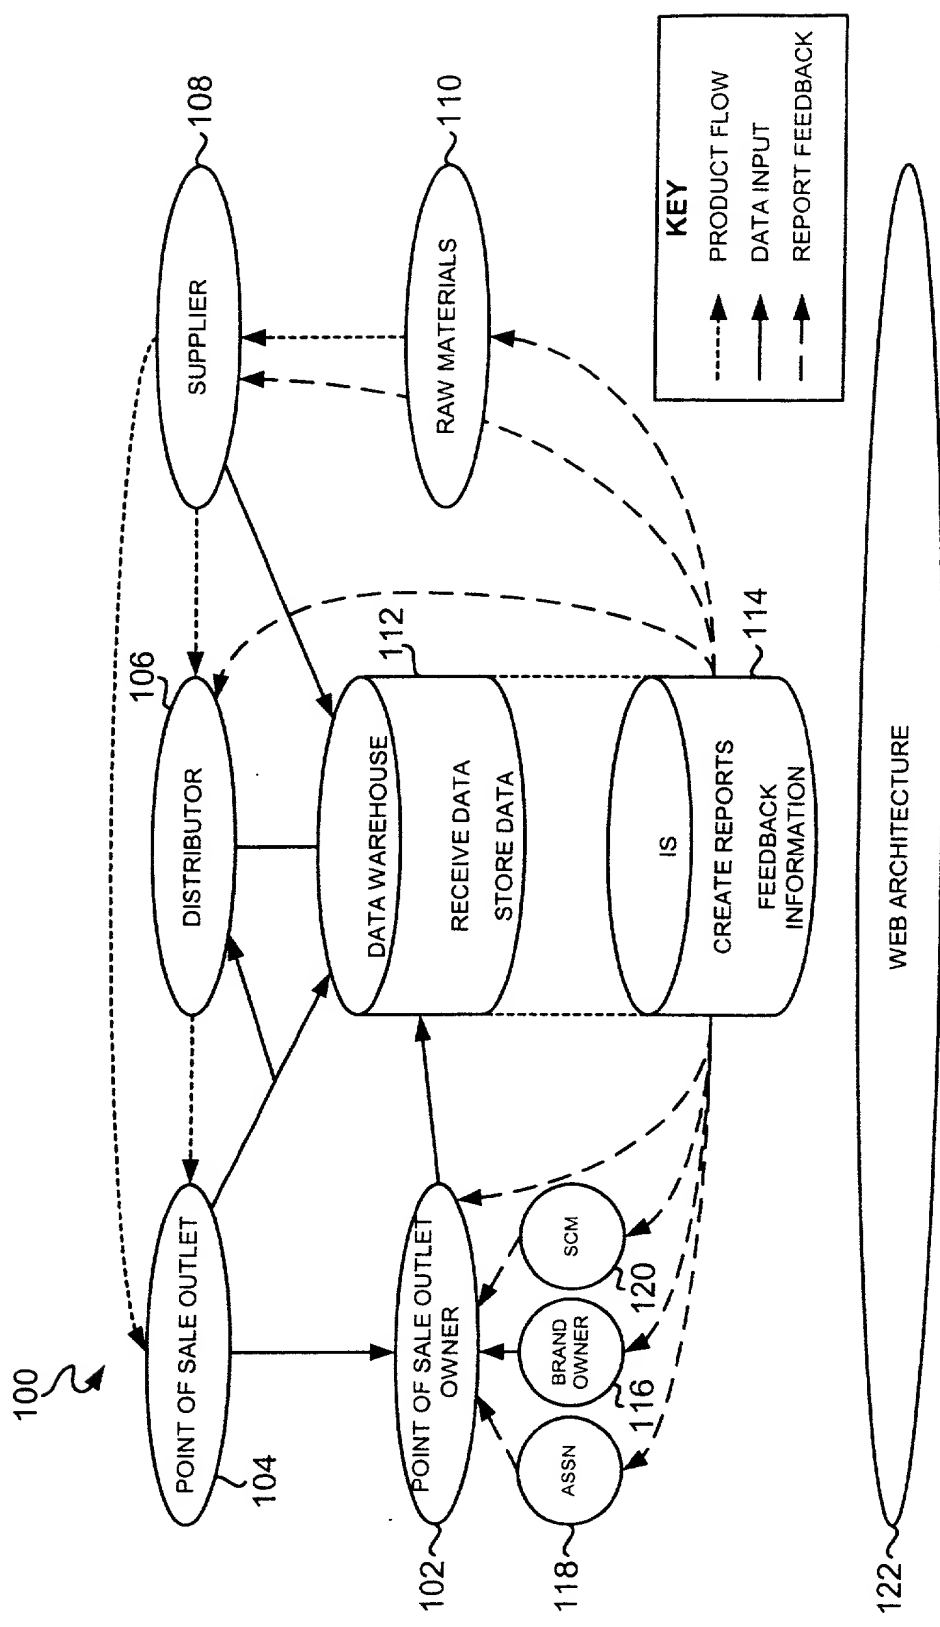 100
104
POINT OF SALE OUTLET
106
DISTRIBUTOR
108
SUPPLIER
102
POINT OF SALE OUTLET
OWNER
112
DATA WAREHOUSE
RECEIVE DATA
STORE DATA
110
RAW MATERIALS
118
ASSN
116
BRAND
OWNER
120
SCM
114
IS
CREATE REPORTS
FEEDBACK
INFORMATION
KEY
PRODUCT FLOW
DATA INPUT
REPORT FEEDBACK
122
WEB ARCHITECTURE